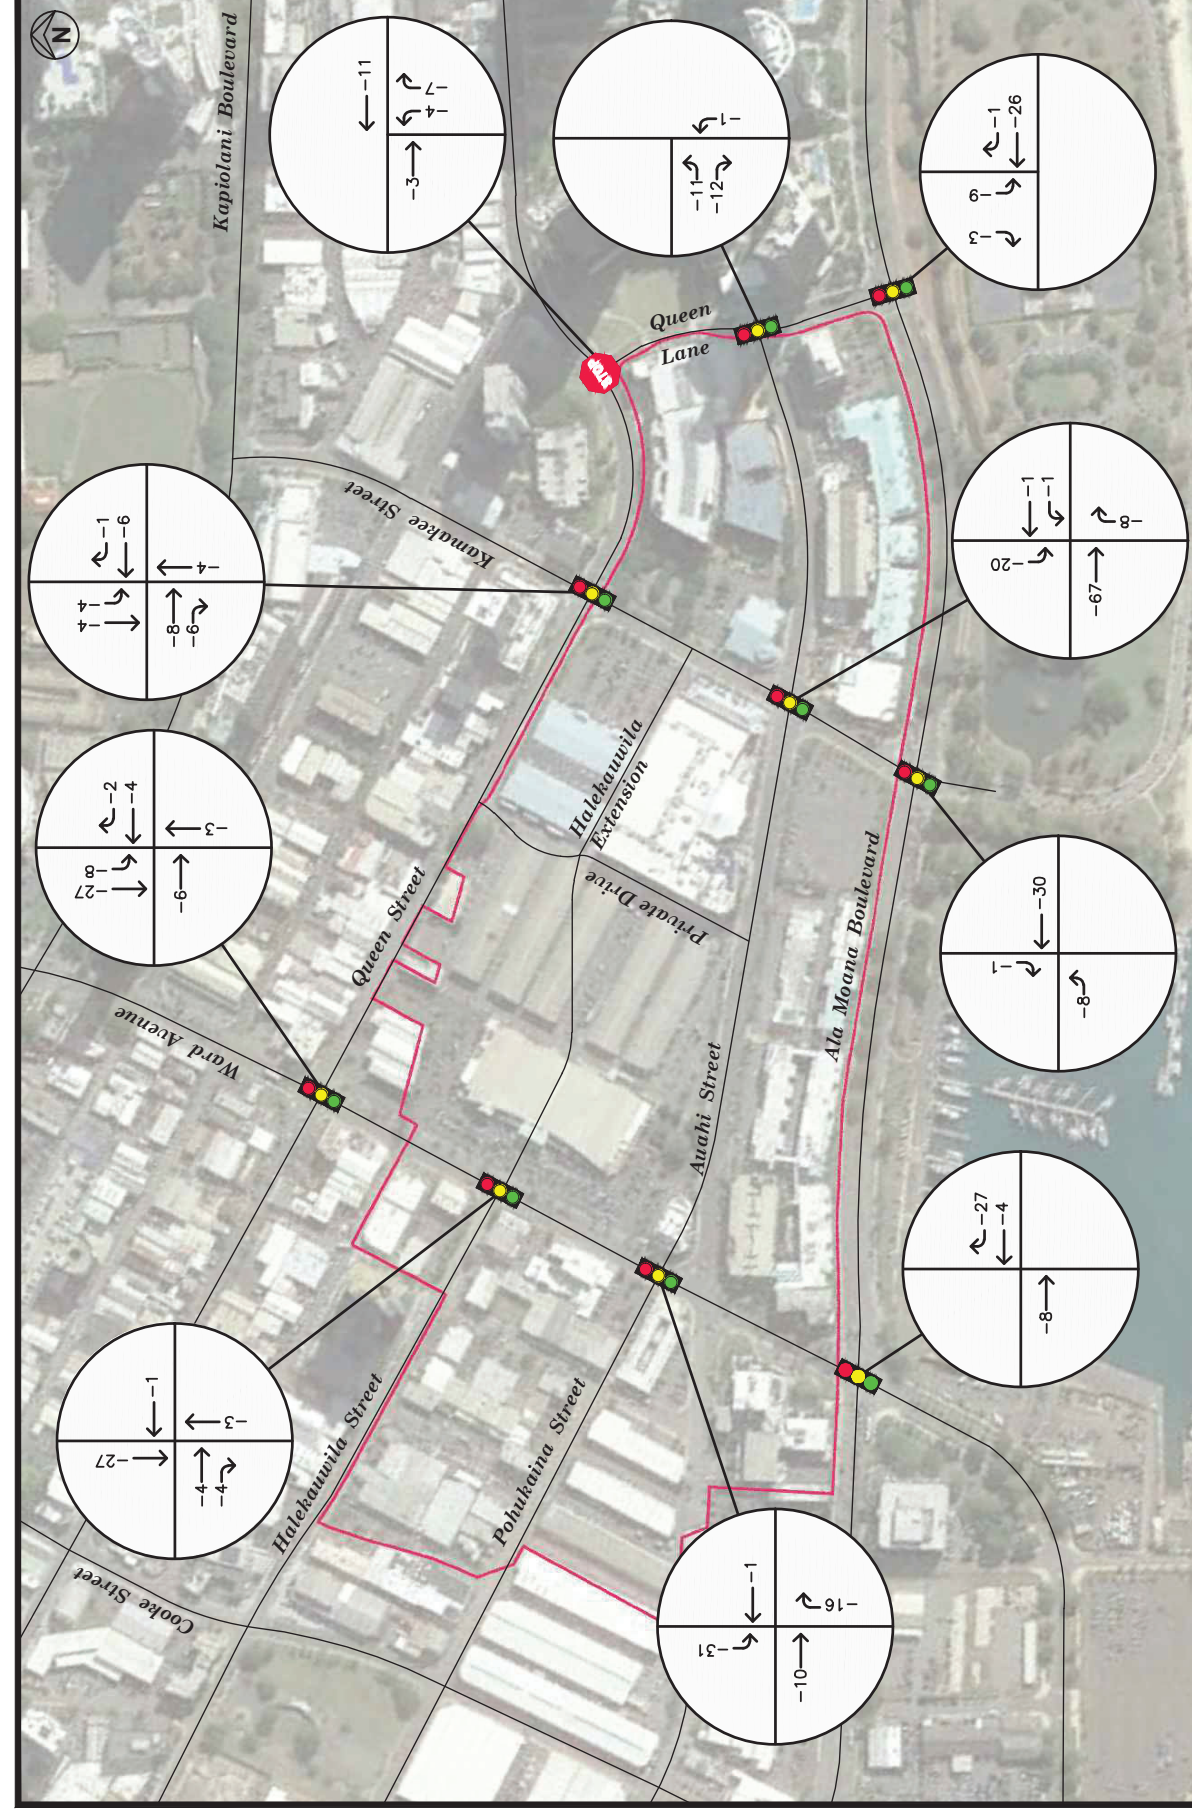 N
Kapiolani Boulevard
-11
-7
-4
-3
-1
-11
-12
-1
-26
-9
-3
Queen
Lane
STOP
Kamakee Street
-1
-6
-4
-4
-4
-8
-6
-1
-1
-20
-8
-67
Halekauwila
Extension
-2
-4
-8
-27
-3
-6
Queen Street
Private Drive
Ala Moana Boulevard
-30
-1
-8
Ward Avenue
Auahi Street
-27
-4
-8
-1
-27
-3
-4
-4
Halekauwila Street
Pohukaina Street
Cooke Street
-1
-31
-16
-10